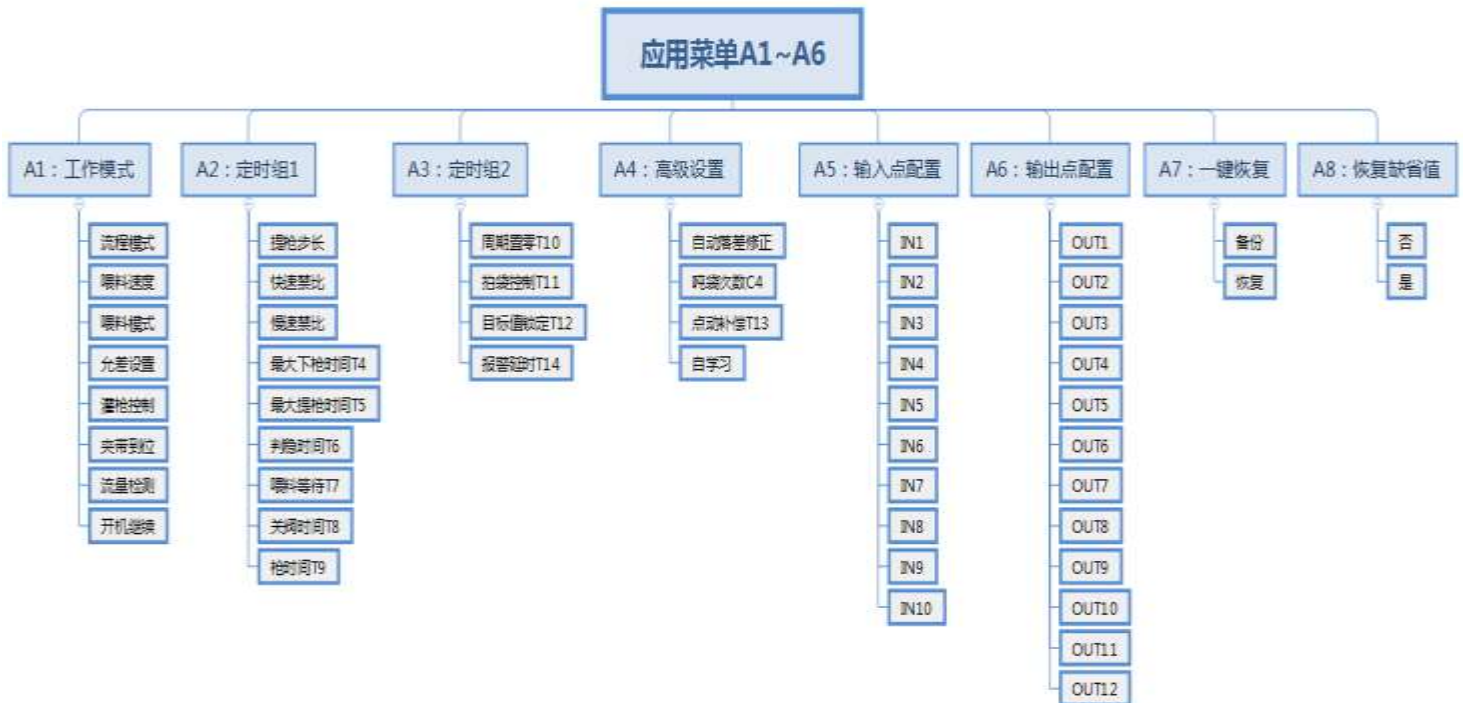 应用菜单A1~A6
A1：工作模式
流程模式
喂料速度
喂料模式
允差设置
灌枪控制
夹带到位
流量检测
开机继续
A2：定时组1
提枪步长
快速禁比
慢速禁比
最大下枪时间T4
最大提枪时间T5
判稳时间T6
喂料等待T7
关阀时间T8
枪时间T9
A3：定时组2
周期置零T10
拍袋控制T11
目标值锁定T12
报警延时T14
A4：高级设置
自动落差修正
吨袋次数C4
点动补偿T13
自学习
A5：输入点配置
IN1
IN2
IN3
IN4
IN5
IN6
IN7
IN8
IN9
IN10
A6：输出点配置
OUT1
OUT2
OUT3
OUT4
OUT5
OUT6
OUT7
OUT8
OUT9
OUT10
OUT11
OUT12
A7：一键恢复
备份
恢复
A8：恢复缺省值
否
是